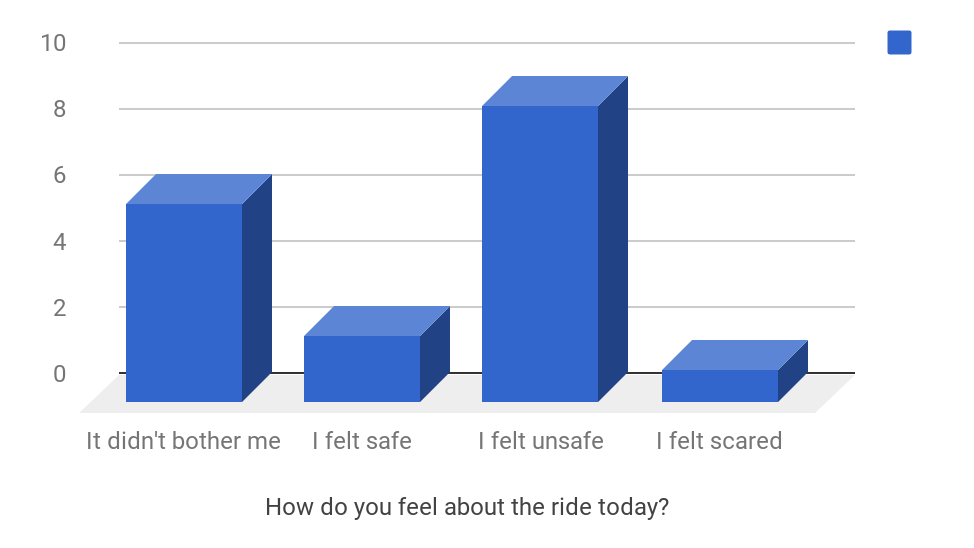 10
8
6
4
2
0
It didn't bother me
I felt safe
I felt unsafe
I felt scared
How do you feel about the ride today?